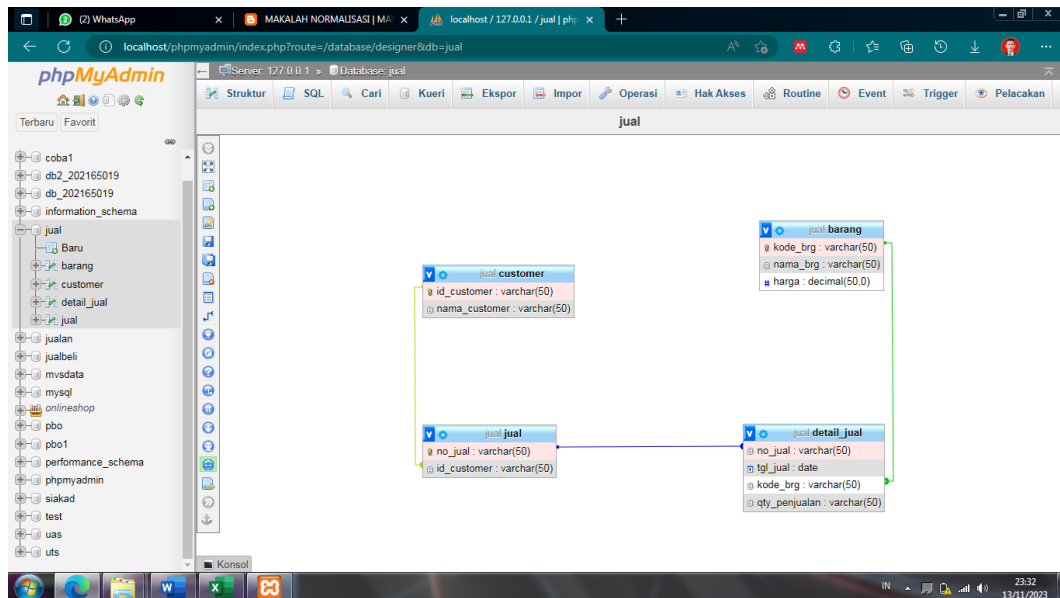 (2) WhatsApp
MAKALAH NORMALISASI | MA
localhost / 127.0.0.1 / jual | php
localhost/phpmyadmin/index.php?route=/database/designer&db=jual
phpMyAdmin
Terbaru Favorit
coba1
db2_202165019
db_202165019
information_schema
jual
Baru
barang
customer
detail_jual
jual
jualan
jualbeli
mvsdata
mysql
onlineshop
pbo
pbo1
performance_schema
phpmyadmin
siakad
test
uas
uts
Server: 127.0.0.1 » Database: jual
Struktur SQL Cari Kueri Ekspor Impor Operasi Hak Akses Routine Event Trigger Pelacakan
jual
jual barang
kode_brg : varchar(50)
nama_brg : varchar(50)
harga : decimal(50,0)
jual customer
id_customer : varchar(50)
nama_customer : varchar(50)
jual jual
no_jual : varchar(50)
id_customer : varchar(50)
jual detail_jual
no_jual : varchar(50)
tgl_jual : date
kode_brg : varchar(50)
qty_penjualan : varchar(50)
Konsol
IN
23:32
13/11/2023